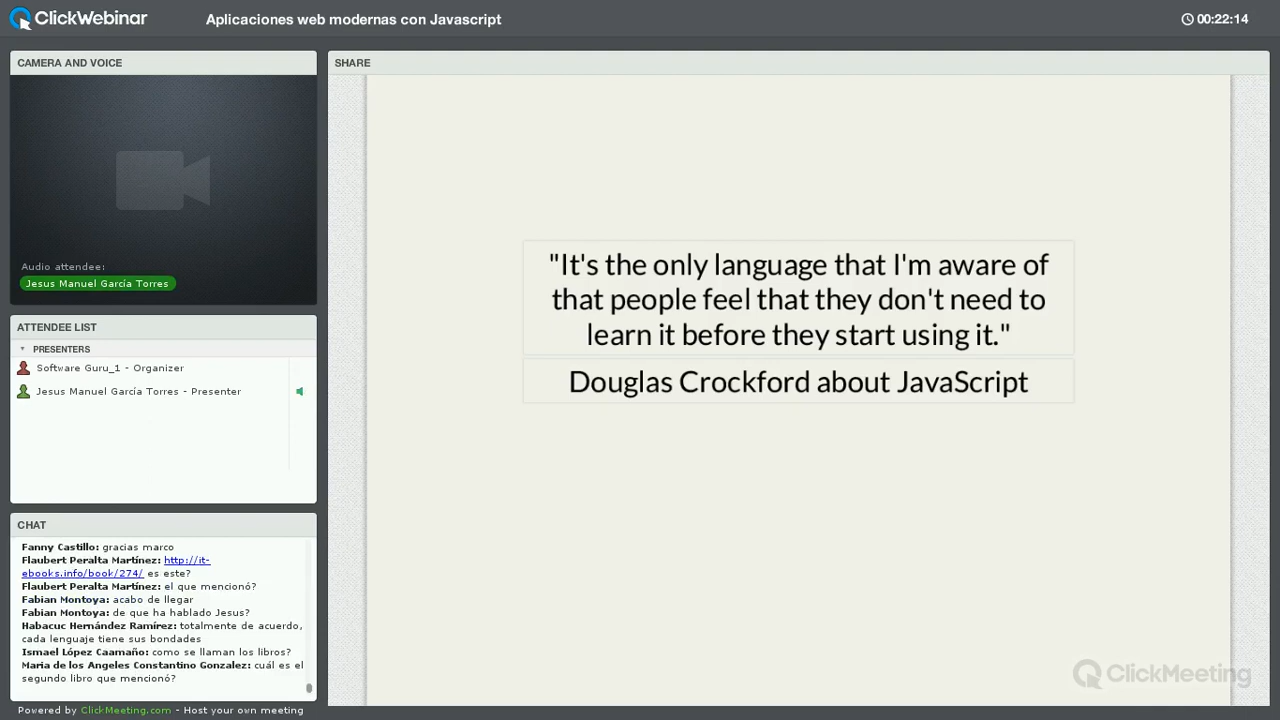 ClickWebinar
Aplicaciones web modernas con Javascript
00:22:14
CAMERA AND VOICE
Audio attendee:
Jesus Manuel García Torres
ATTENDEE LIST
PRESENTERS
Software Guru_1 - Organizer
Jesus Manuel García Torres - Presenter
CHAT
Fanny Castillo: gracias marco
Flaubert Peralta Martínez: http://it-
ebooks.info/book/274/ es este?
Flaubert Peralta Martínez: el que mencionó?
Fabian Montoya: acabo de llegar
Fabian Montoya: de que ha hablado Jesus?
Habacuc Hernández Ramírez: totalmente de acuerdo,
cada lenguaje tiene sus bondades
Ismael López Caamaño: como se llaman los libros?
Maria de los Angeles Constantino Gonzalez: cuál es el
segundo libro que mencionó?
Powered by ClickMeeting.com - Host your own meeting
SHARE
"It's the only language that I'm aware of
that people feel that they don't need to
learn it before they start using it."
Douglas Crockford about JavaScript
ClickMeeting